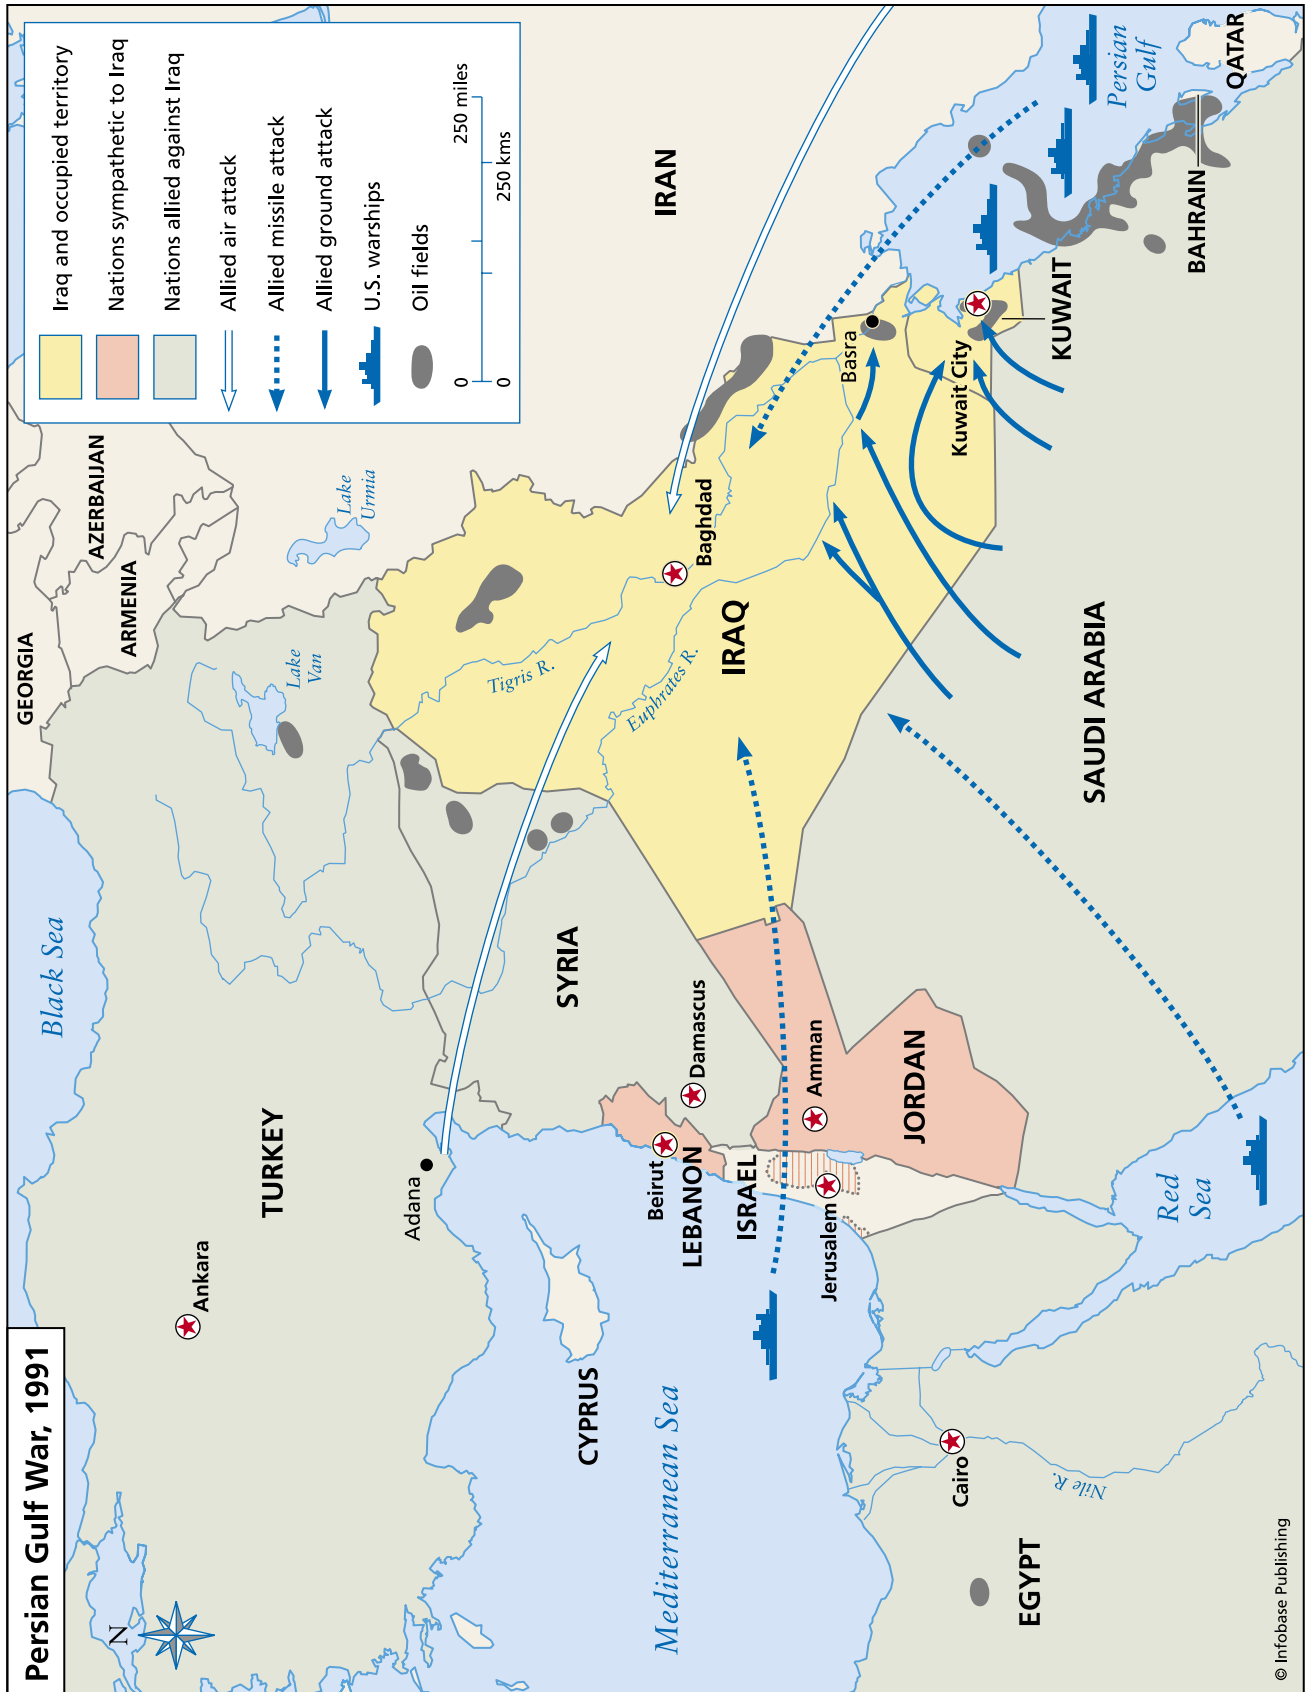 Persian Gulf War, 1991
N
Iraq and occupied territory
Nations sympathetic to Iraq
Nations allied against Iraq
Allied air attack
Allied missile attack
Allied ground attack
U.S. warships
Oil fields
0
250 miles
0
250 kms
Black Sea
GEORGIA
ARMENIA
AZERBAIJAN
Lake
Urmia
Lake
Van
Ankara
TURKEY
Adana
CYPRUS
Mediterranean Sea
SYRIA
Damascus
Beirut
LEBANON
ISRAEL
Jerusalem
Amman
JORDAN
Tigris R.
Euphrates R.
Baghdad
IRAQ
IRAN
Basra
Kuwait City
KUWAIT
Persian
Gulf
BAHRAIN
QATAR
SAUDI ARABIA
Red
Sea
Cairo
Nile R.
EGYPT
© Infobase Publishing